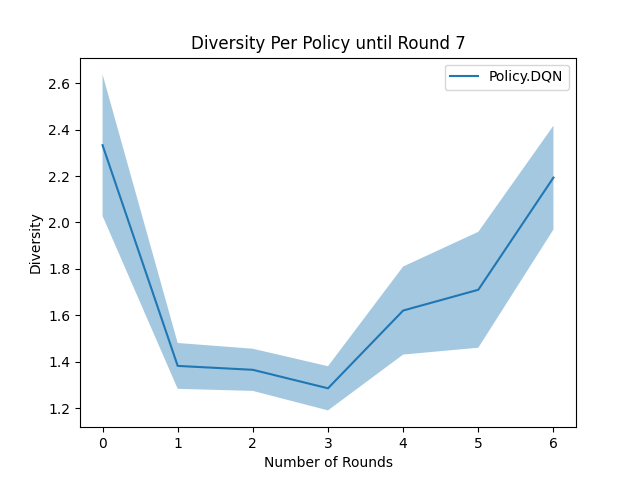 Diversity Per Policy until Round 7
Policy.DQN
2.6
2.4
2.2
2.0
1.8
1.6
1.4
1.2
Diversity
0 1 2 3 4 5 6
Number of Rounds